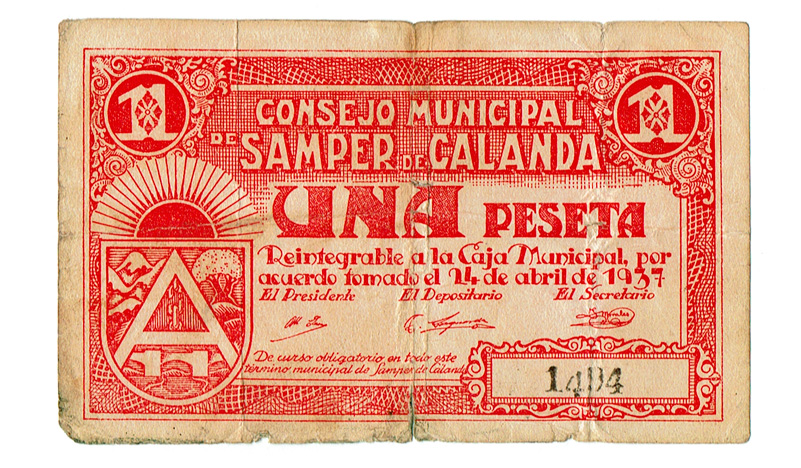 1 1
CONSEJO MUNICIPAL
DE SAMPER DE CALANDA
UNA PESETA
Reintegrable a la Caja Municipal, por
acuerdo tomado el 24 de abril de 1937
El Presidente El Depositario El Secretario
De curso obligatorio en todo este
término municipal de Samper de Calanda
A
1494